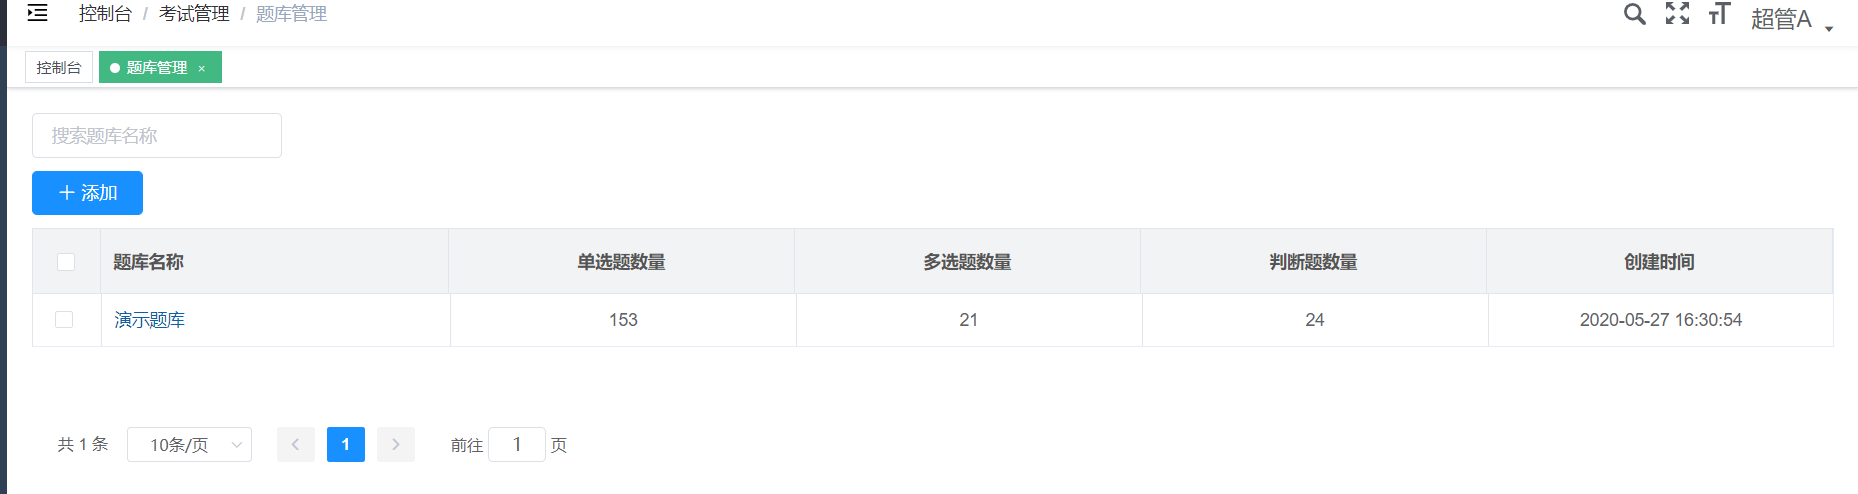 控制台 / 考试管理 / 题库管理
超管A
控制台 题库管理 ×
搜索题库名称
添加
题库名称 单选题数量 多选题数量 判断题数量 创建时间
演示题库 153 21 24 2020-05-27 16:30:54
共 1 条 10条/页 1 前往 1 页